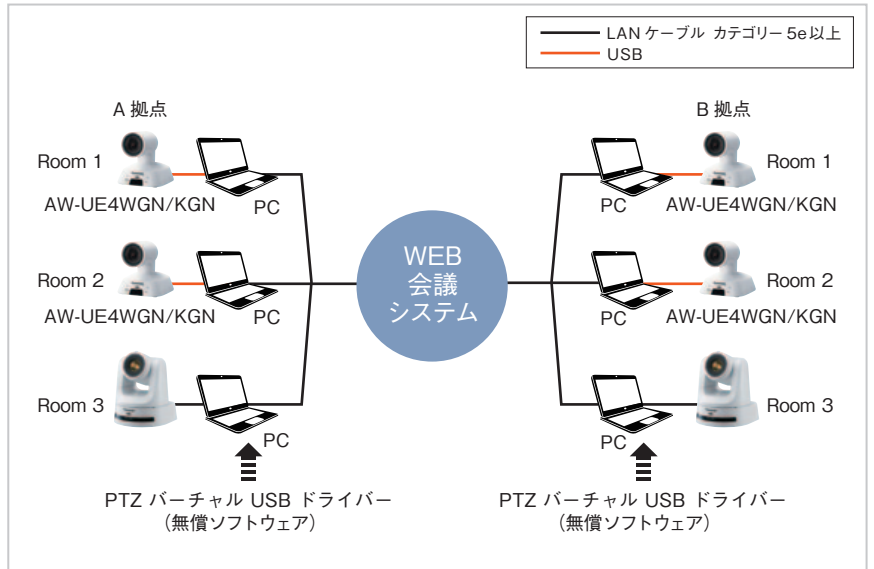 LAN ケーブル カテゴリー 5e 以上
USB
A 拠点
Room 1
AW-UE4WGN/KGN
PC
Room 2
AW-UE4WGN/KGN
PC
Room 3
PC
PTZ バーチャル USB ドライバー
(無償ソフトウェア)
WEB
会議
システム
B 拠点
Room 1
PC
AW-UE4WGN/KGN
Room 2
PC
AW-UE4WGN/KGN
Room 3
PC
PTZ バーチャル USB ドライバー
(無償ソフトウェア)